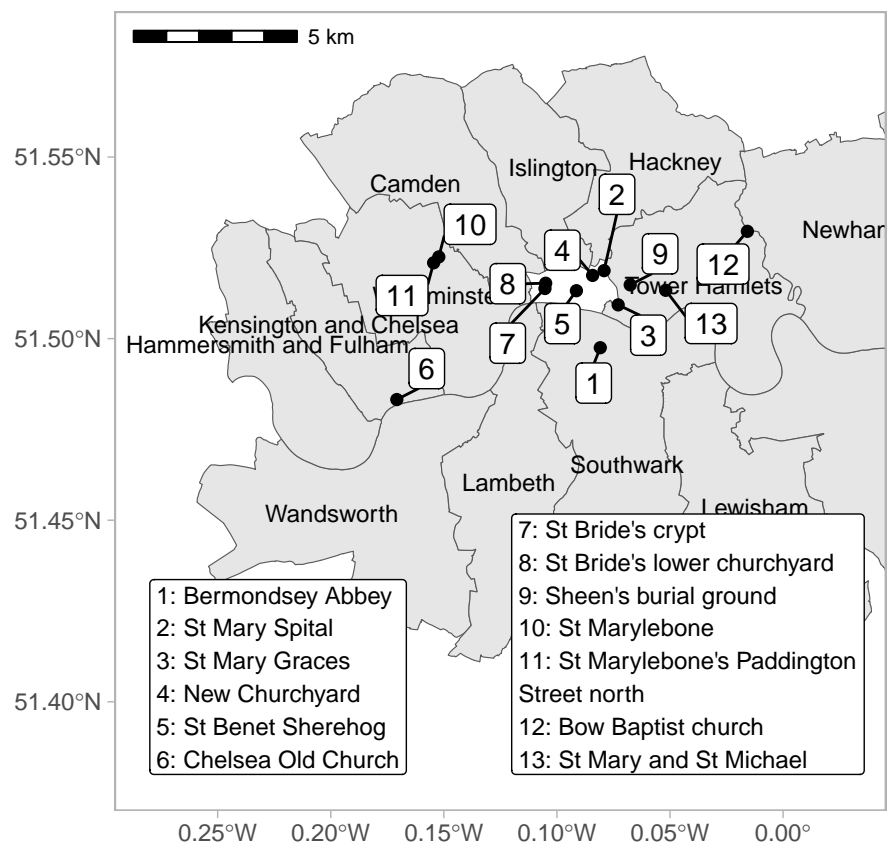 5 km
51.55°N
51.50°N
51.45°N
51.40°N
Islington
Hackney
Camden
2
10
Newham
4
9
12
8
11
Tower Hamlets
Kensington and Chelsea
5
13
7
3
Hammersmith and Fulham
6
1
Southwark
Lambeth
Lewisham
Wandsworth
7: St Bride's crypt
8: St Bride's lower churchyard
9: Sheen's burial ground
10: St Marylebone
11: St Marylebone's Paddington
Street north
12: Bow Baptist church
13: St Mary and St Michael
1: Bermondsey Abbey
2: St Mary Spital
3: St Mary Graces
4: New Churchyard
5: St Benet Sherehog
6: Chelsea Old Church
0.25°W 0.20°W 0.15°W 0.10°W 0.05°W 0.00°